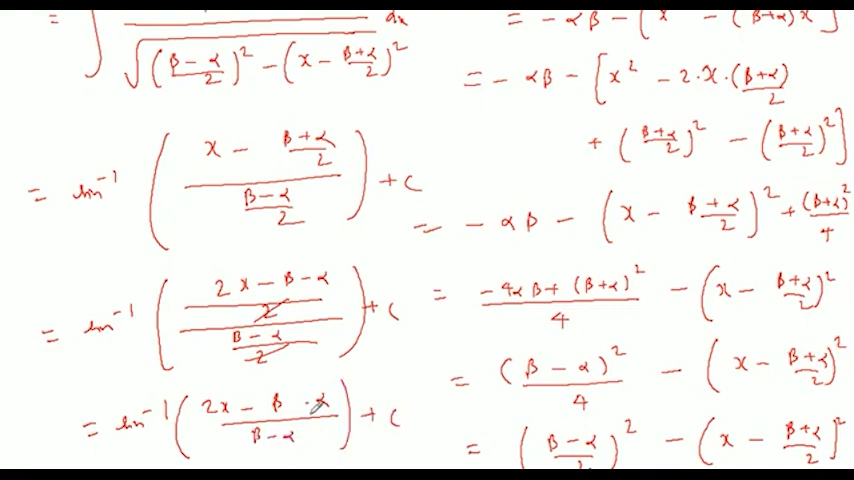 = ∫ dx / √((β-α/2)² - (x - β+α/2)²)
= sin⁻¹ ( (x - β+α/2) / (β-α/2) ) + c
= sin⁻¹ ( (2x-β-α / 2) / (β-α / 2) ) + c
= sin⁻¹ ( 2x - β · α / β-α ) + c
= - αβ - (x - (β+α)x]
= - αβ - [x² - 2·x·(β+α)/2
+ (β+α/2)² - (β+α/2)²]
= - αβ - (x - β+α/2)² + (β+α)²/4
= -4αβ + (β+α)² / 4 - (x - β+α/2)²
= (β-α)² / 4 - (x - β+α/2)²
= (β-α/2)² - (x - β+α/2)²